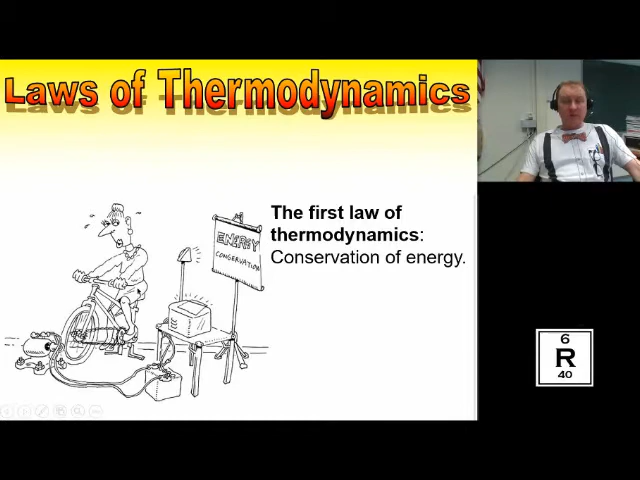 Laws of Thermodynamics
The first law of
thermodynamics:
Conservation of energy.
ENERGY
CONSERVATION
6
R
40